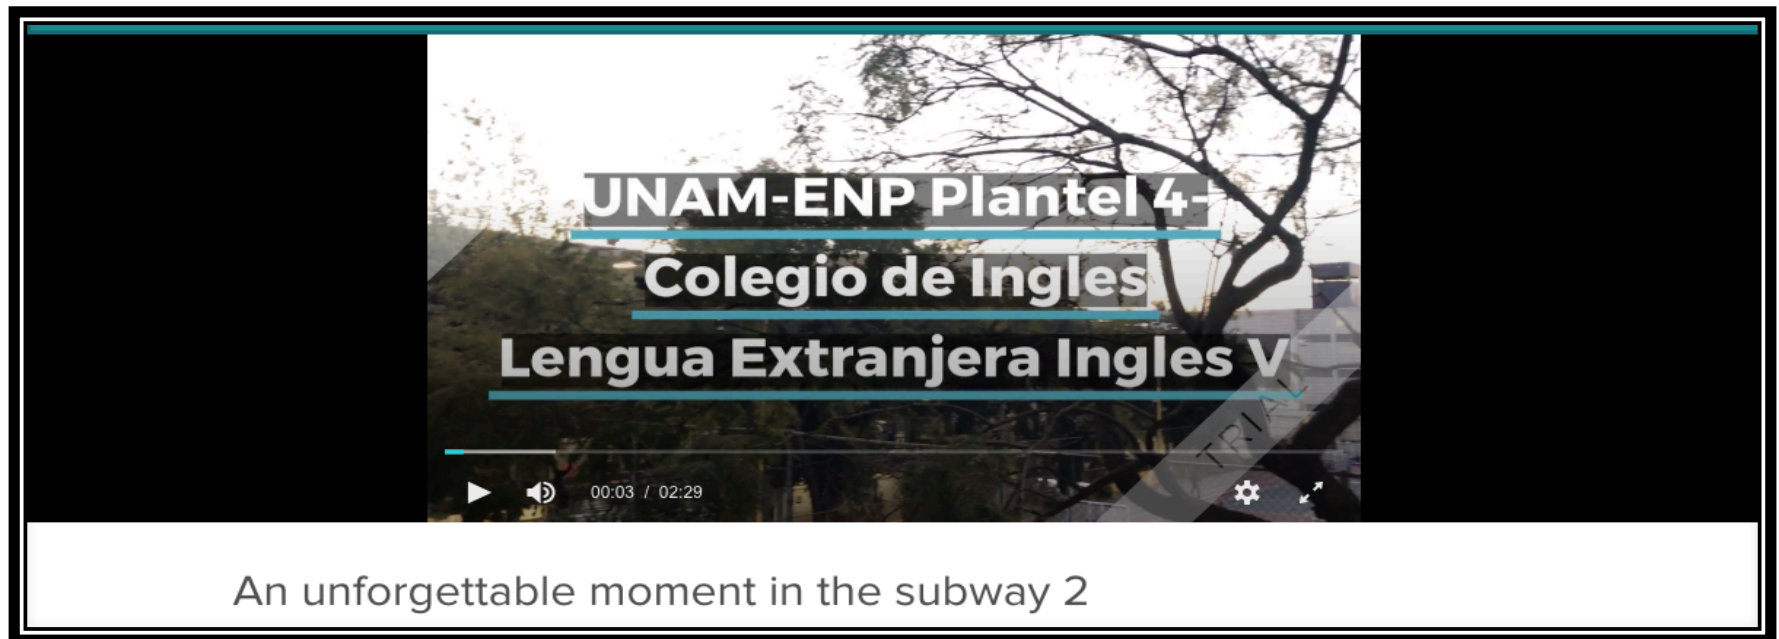 UNAM-ENP Plantel 4-
Colegio de Ingles
Lengua Extranjera Ingles V
TRIAL
00:03 / 02:29
An unforgettable moment in the subway 2